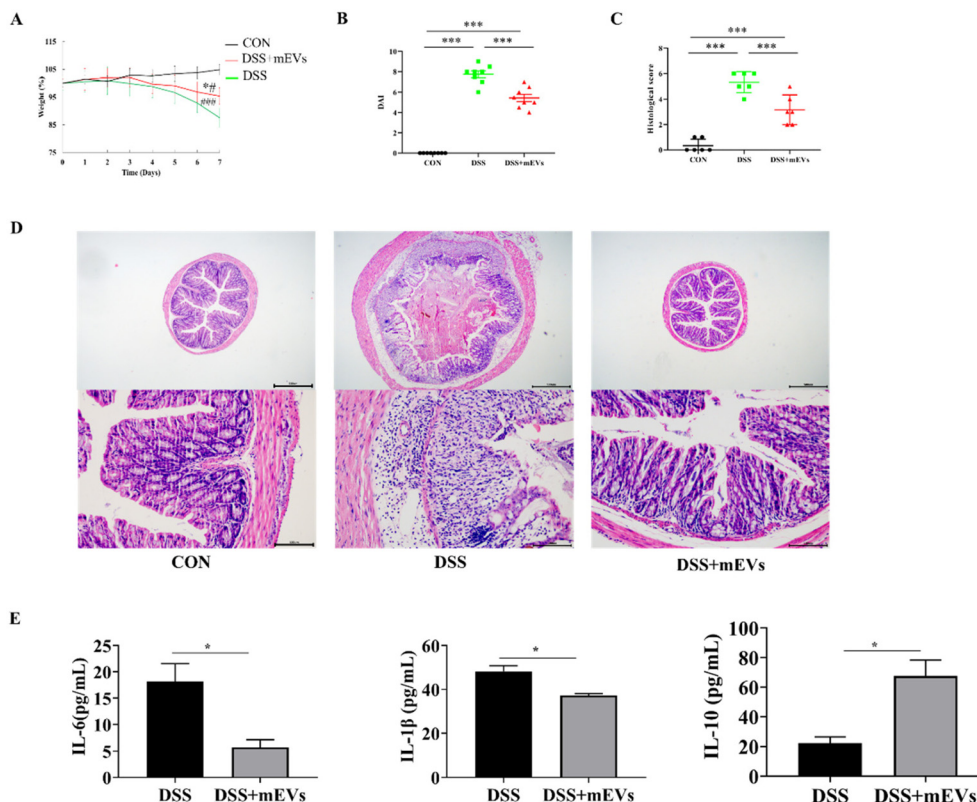 A
105
95
85
75
Weight (%)
0 1 2 3 4 5 6 7
Time (Days)
CON
DSS+mEVs
DSS
*#
###
B
***
*** ***
10
8
6
4
2
0
DAI
CON DSS DSS+mEVs
C
***
*** ***
8
6
4
2
0
Histological score
CON DSS DSS+mEVs
D
CON DSS DSS+mEVs
E
25
20
15
10
5
0
IL-6(pg/mL)
*
DSS DSS+mEVs
60
40
20
0
IL-1β (pg/mL)
*
DSS DSS+mEVs
100
80
60
40
20
0
IL-10 (pg/mL)
*
DSS DSS+mEVs